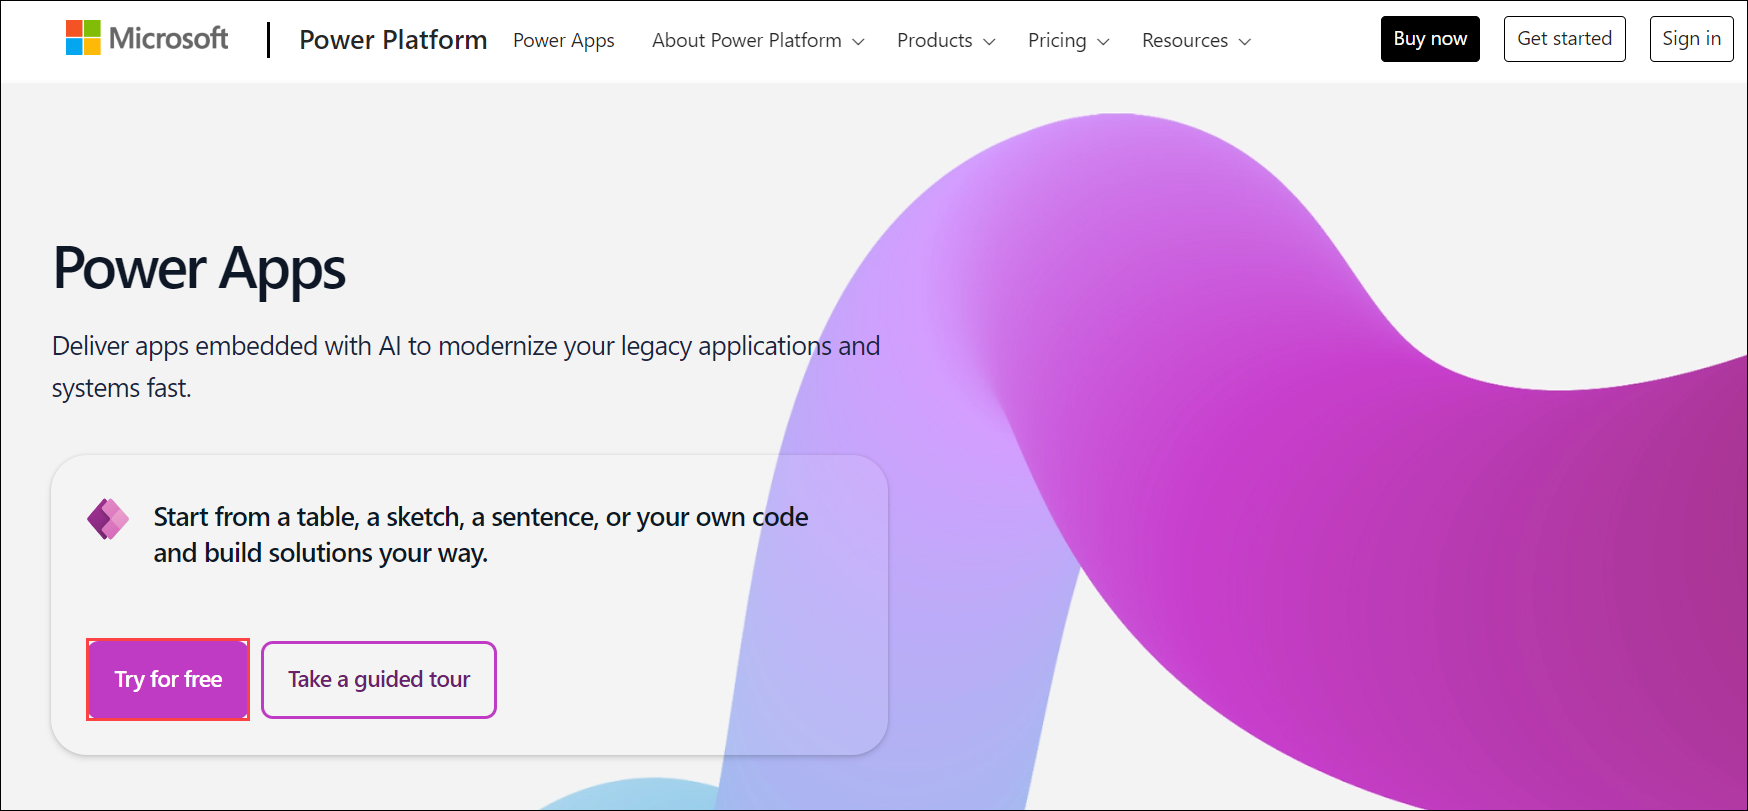 Microsoft
Power Platform
Power Apps
About Power Platform
Products
Pricing
Resources
Buy now
Get started
Sign in
Power Apps
Deliver apps embedded with AI to modernize your legacy applications and
systems fast.
Start from a table, a sketch, a sentence, or your own code
and build solutions your way.
Try for free
Take a guided tour